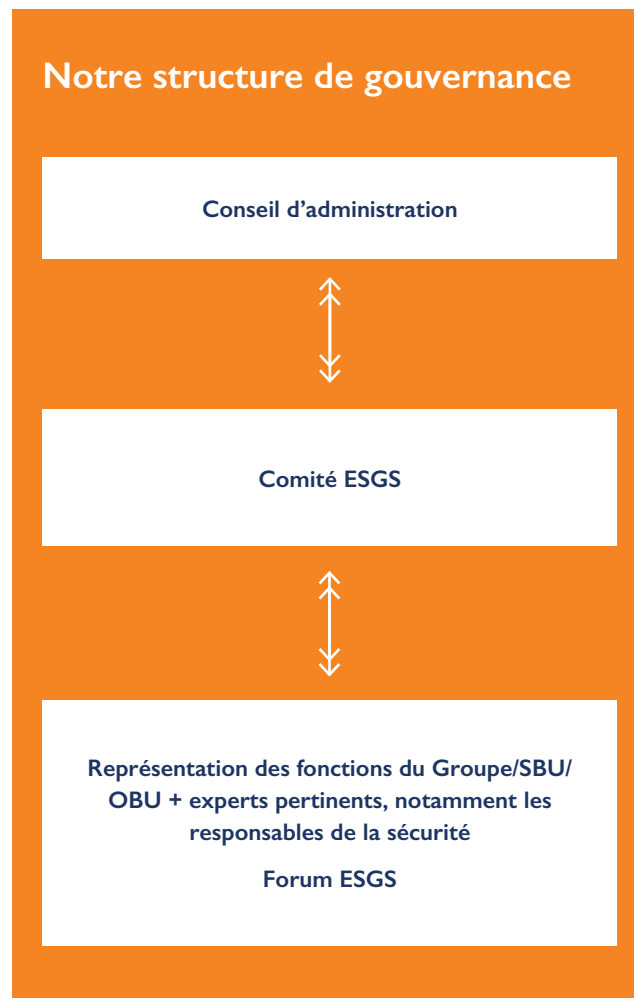 Notre structure de gouvernance
Conseil d’administration
Comité ESGS
Représentation des fonctions du Groupe/SBU/
OBU + experts pertinents, notamment les
responsables de la sécurité
Forum ESGS